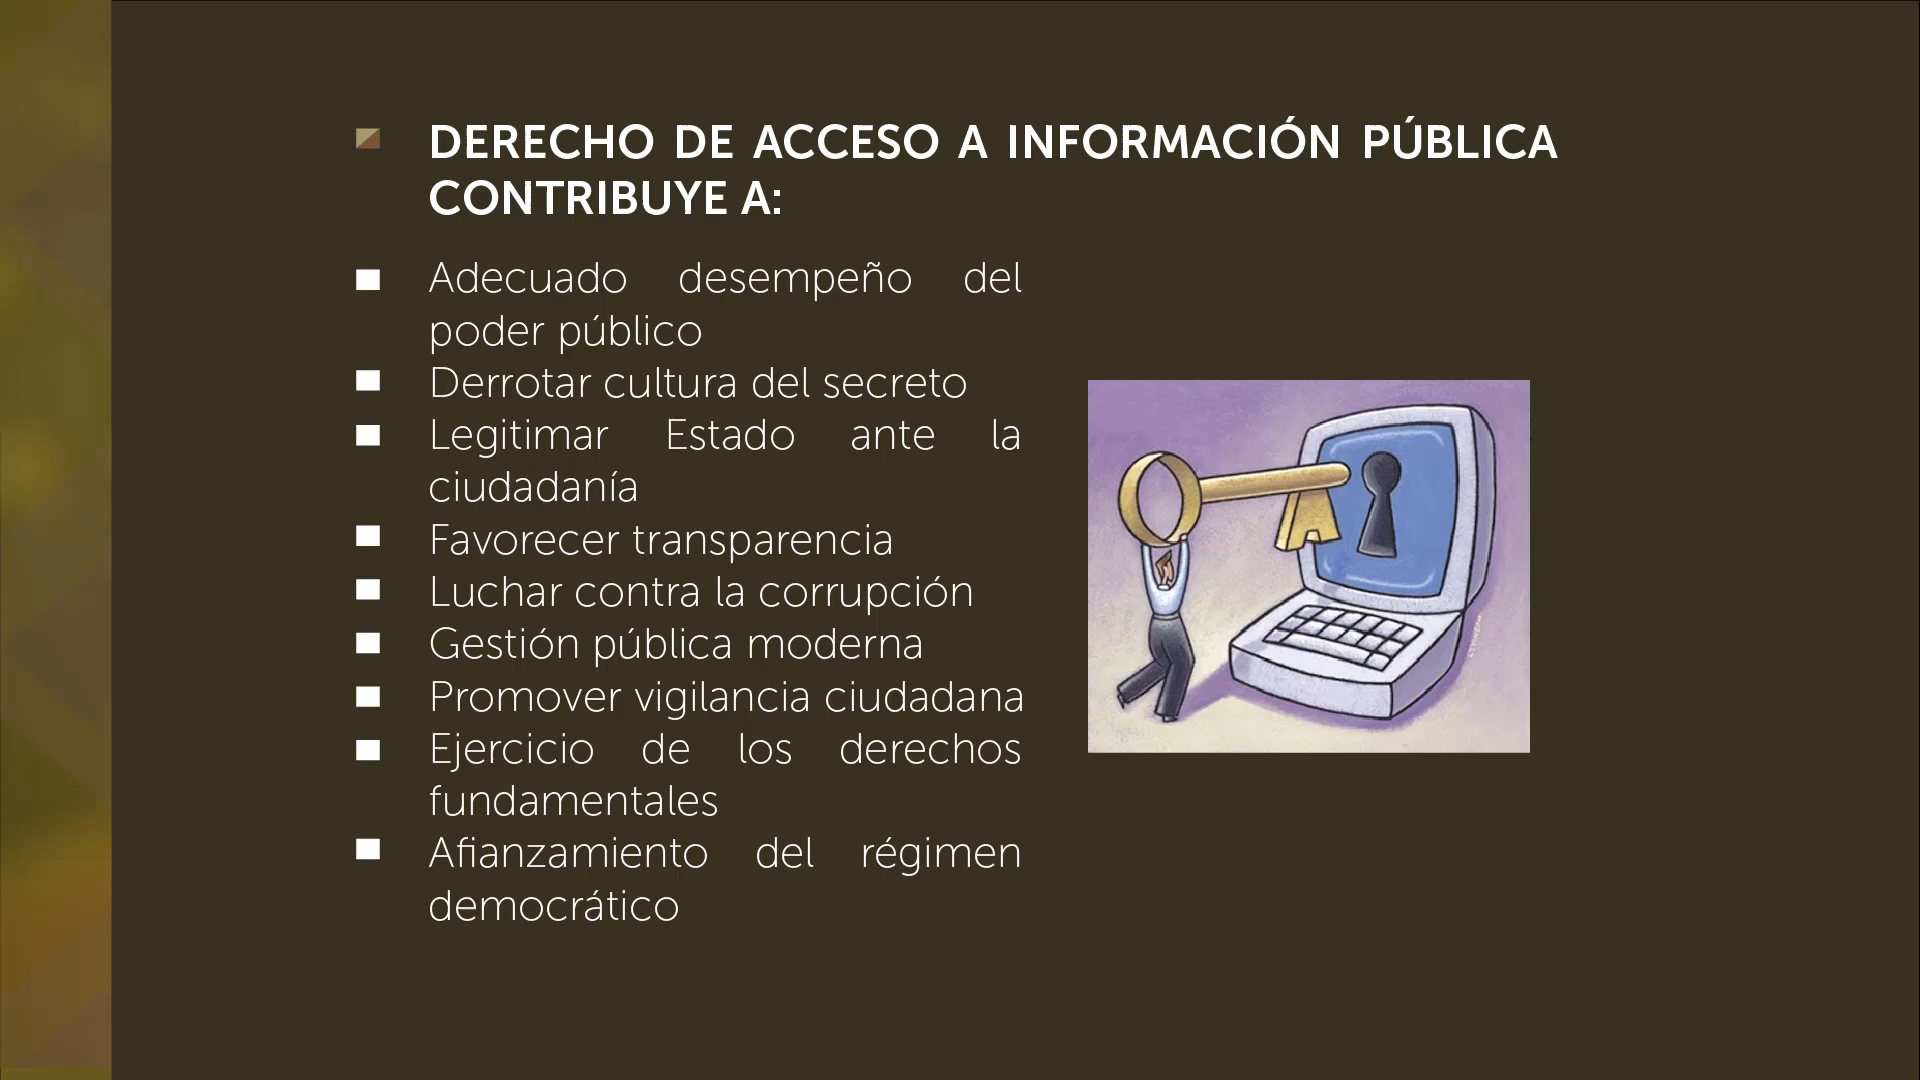 DERECHO DE ACCESO A INFORMACIÓN PÚBLICA
CONTRIBUYE A:
Adecuado desempeño del
poder público
Derrotar cultura del secreto
Legitimar Estado ante la
ciudadanía
Favorecer transparencia
Luchar contra la corrupción
Gestión pública moderna
Promover vigilancia ciudadana
Ejercicio de los derechos
fundamentales
Afianzamiento del régimen
democrático